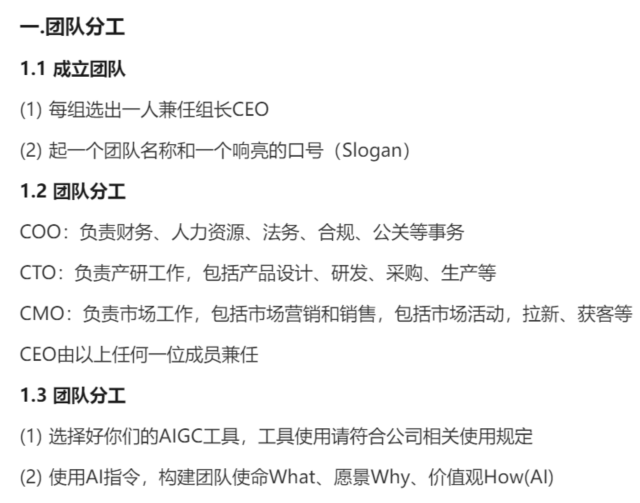 一.团队分工
1.1 成立团队
(1) 每组选出一人兼任组长CEO
(2) 起一个团队名称和一个响亮的口号（Slogan）
1.2 团队分工
COO：负责财务、人力资源、法务、合规、公关等事务
CTO：负责产研工作，包括产品设计、研发、采购、生产等
CMO：负责市场工作，包括市场营销和销售，包括市场活动，拉新、获客等
CEO由以上任何一位成员兼任
1.3 团队分工
(1) 选择好你们的AIGC工具，工具使用请符合公司相关使用规定
(2) 使用AI指令，构建团队使命What、愿景Why、价值观How(AI)